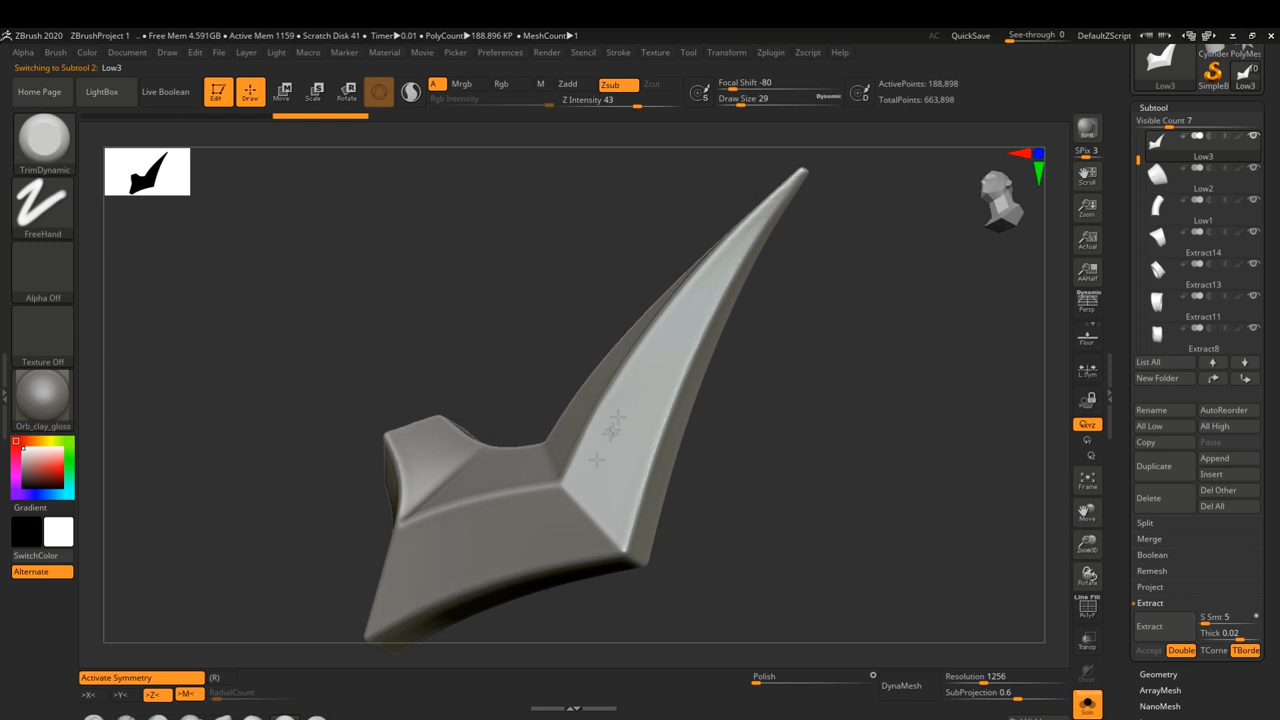 ZBrush 2020 ZBrushProject 1 .. • Free Mem 4.591GB • Active Mem 1159 • Scratch Disk 41 • Timer▶0.01 • PolyCount▶188.896 KP • MeshCount▶1 AC QuickSave See-through 0 DefaultZScript
Alpha Brush Color Document Draw Edit File Layer Light Macro Marker Material Movie Picker Preferences Render Stencil Stroke Texture Tool Transform Zplugin Zscript Help
Switching to Subtool 2: Low3
Home Page LightBox Live Boolean Edit Draw Move Scale Rotate
A Mrgb Rgb M Zadd Zsub Zcut
Rgb Intensity Z Intensity 43
S Focal Shift -80
Draw Size 29 Dynamic
D ActivePoints: 188,898
TotalPoints: 663,898
TrimDynamic
FreeHand
Alpha Off
Texture Off
Orb_clay_gloss
Gradient
SwitchColor
Alternate
BPR
SPix 3
Scroll
Zoom
Actual
AAHalf
Dynamic
Persp
Floor
L.Sym
XYZ
Frame
Move
Zoom3D
Rotate
Line Fill
PolyF
Transp
Ghost
Solo
Cylinder PolyMes
0
Low3 SimpleB Low3
Subtool
Visible Count 7
Low3
Low2
Low1
Extract14
Extract13
Extract11
Extract8
List All
New Folder
Rename AutoReorder
All Low All High
Copy Paste
Duplicate Append
Insert
Delete Del Other
Del All
Split
Merge
Boolean
Remesh
Project
Extract
Extract S Smt 5
Thick 0.02
Accept Double TCorne TBorde
Geometry
ArrayMesh
NanoMesh
Activate Symmetry (R)
>X< >Y< >Z< >M< RadialCount
Polish
DynaMesh
Resolution 1256
SubProjection 0.6